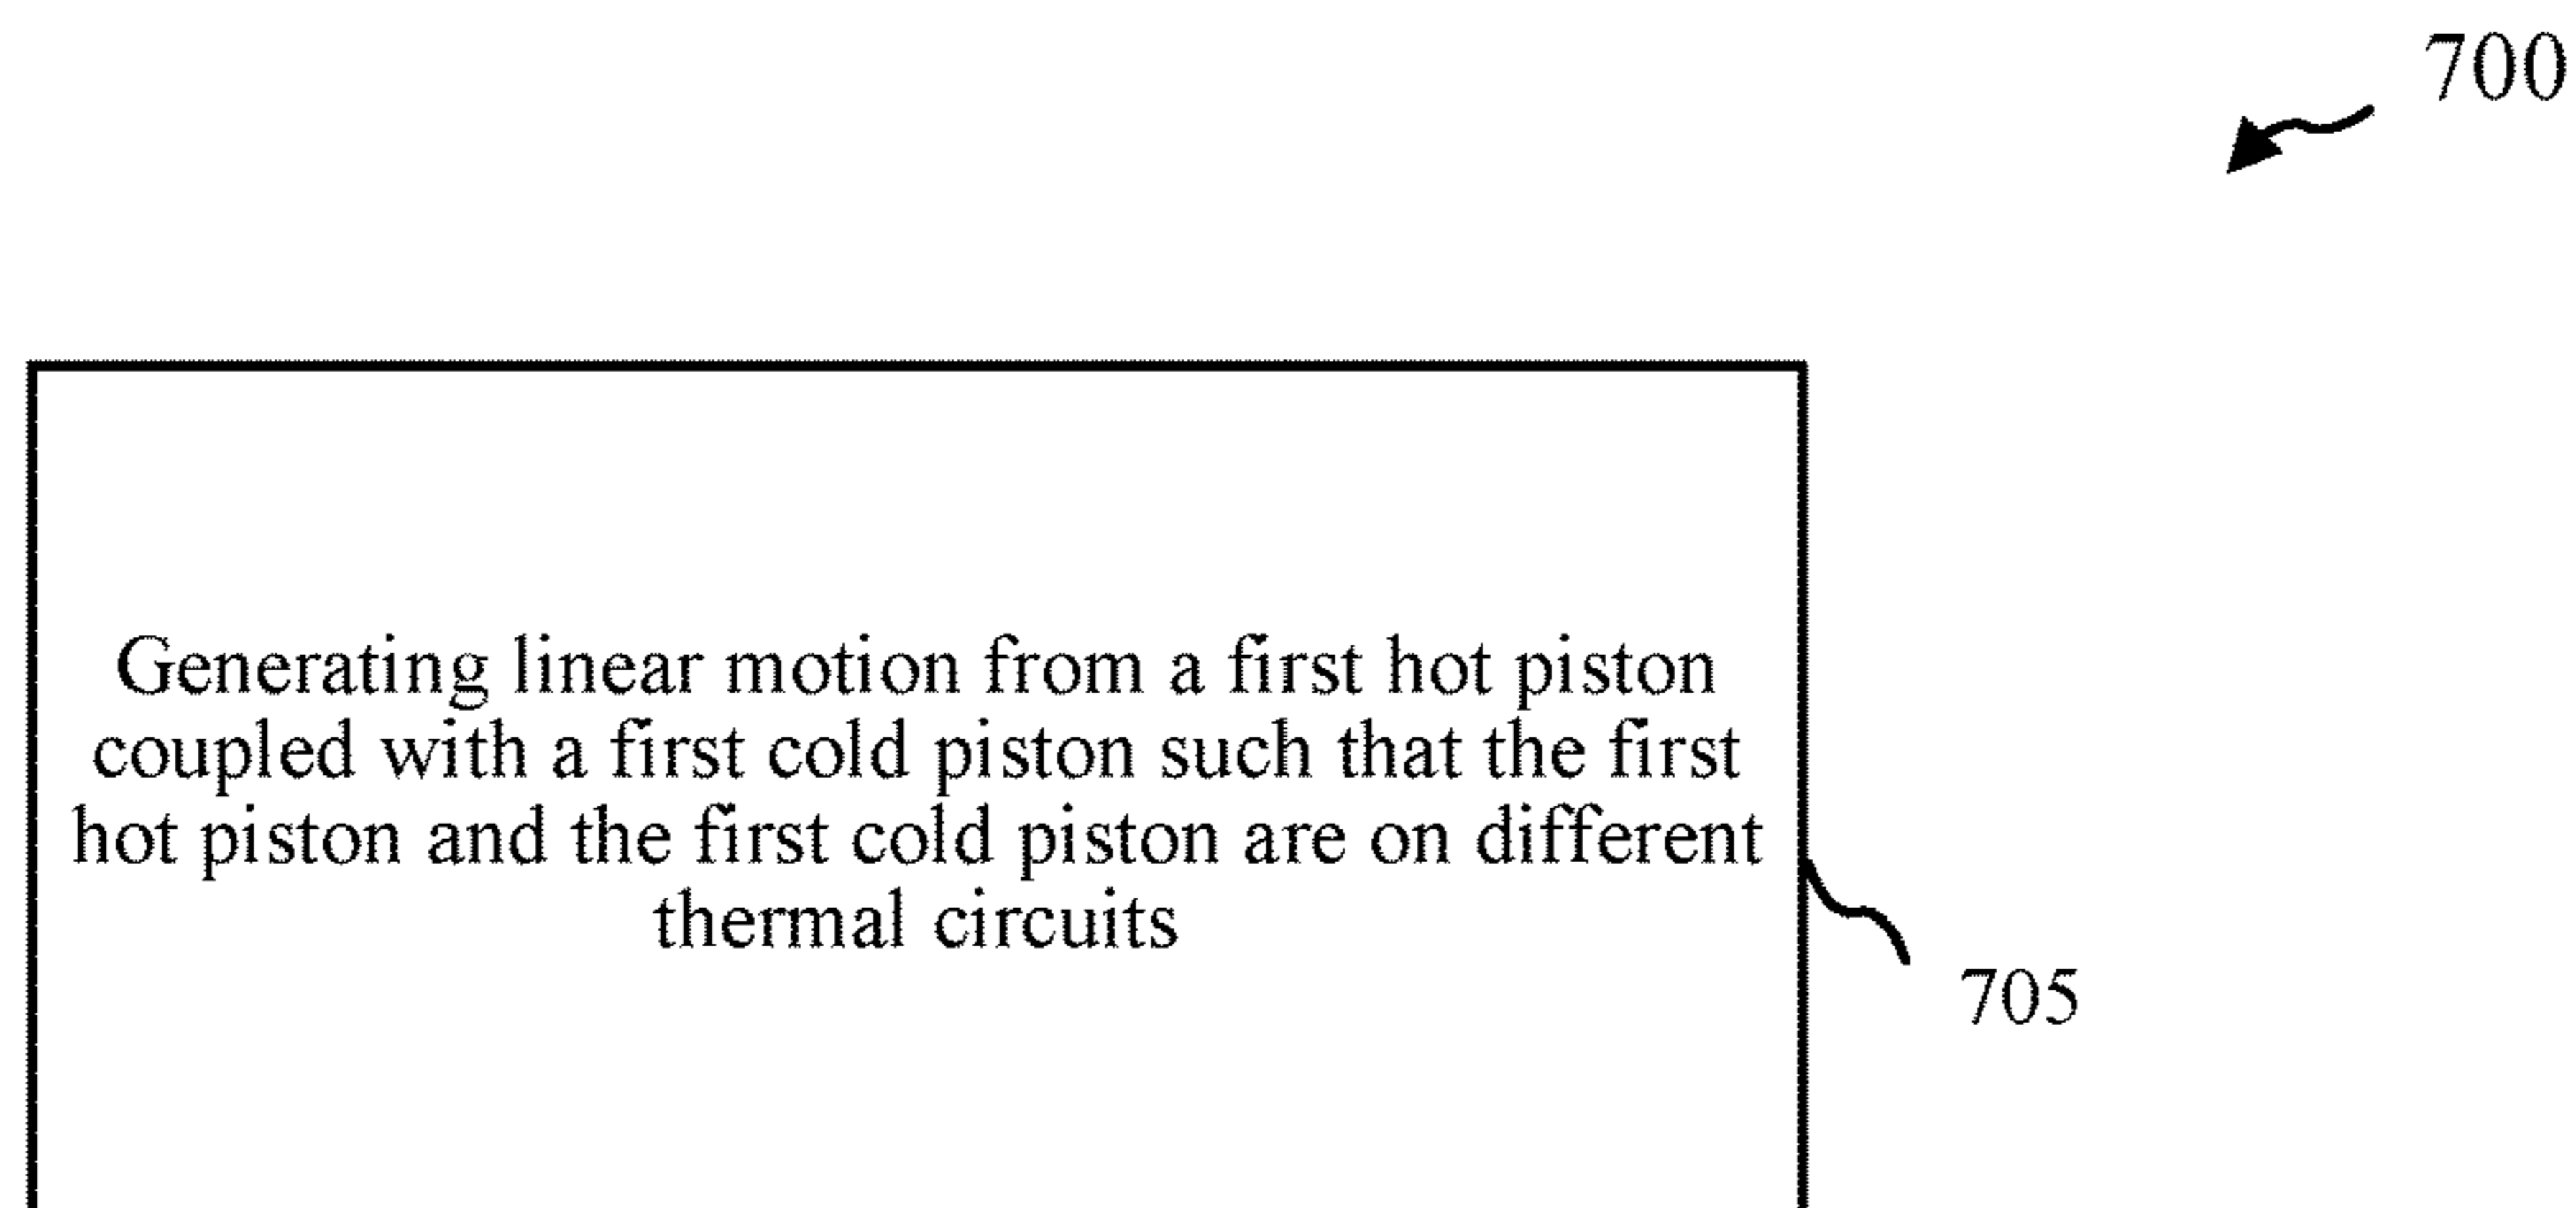 700
Generating linear motion from a first hot piston
coupled with a first cold piston such that the first
hot piston and the first cold piston are on different
thermal circuits
705